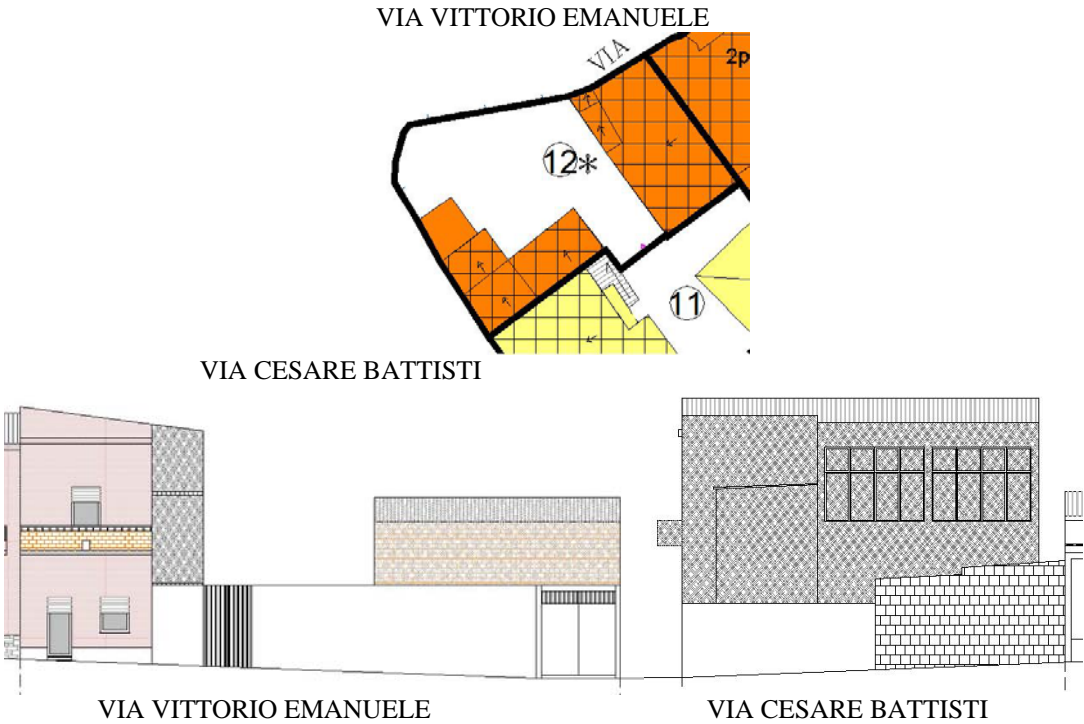 VIA VITTORIO EMANUELE
VIA
2p
12*
11
VIA CESARE BATTISTI
VIA VITTORIO EMANUELE
VIA CESARE BATTISTI